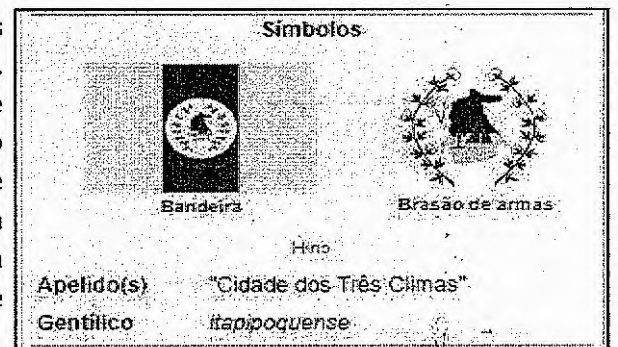 Símbolos
Bandeira
Brasão de armas
Hino
Apelido(s) "Cidade dos Três Climas"
Gentílico itapipoquense